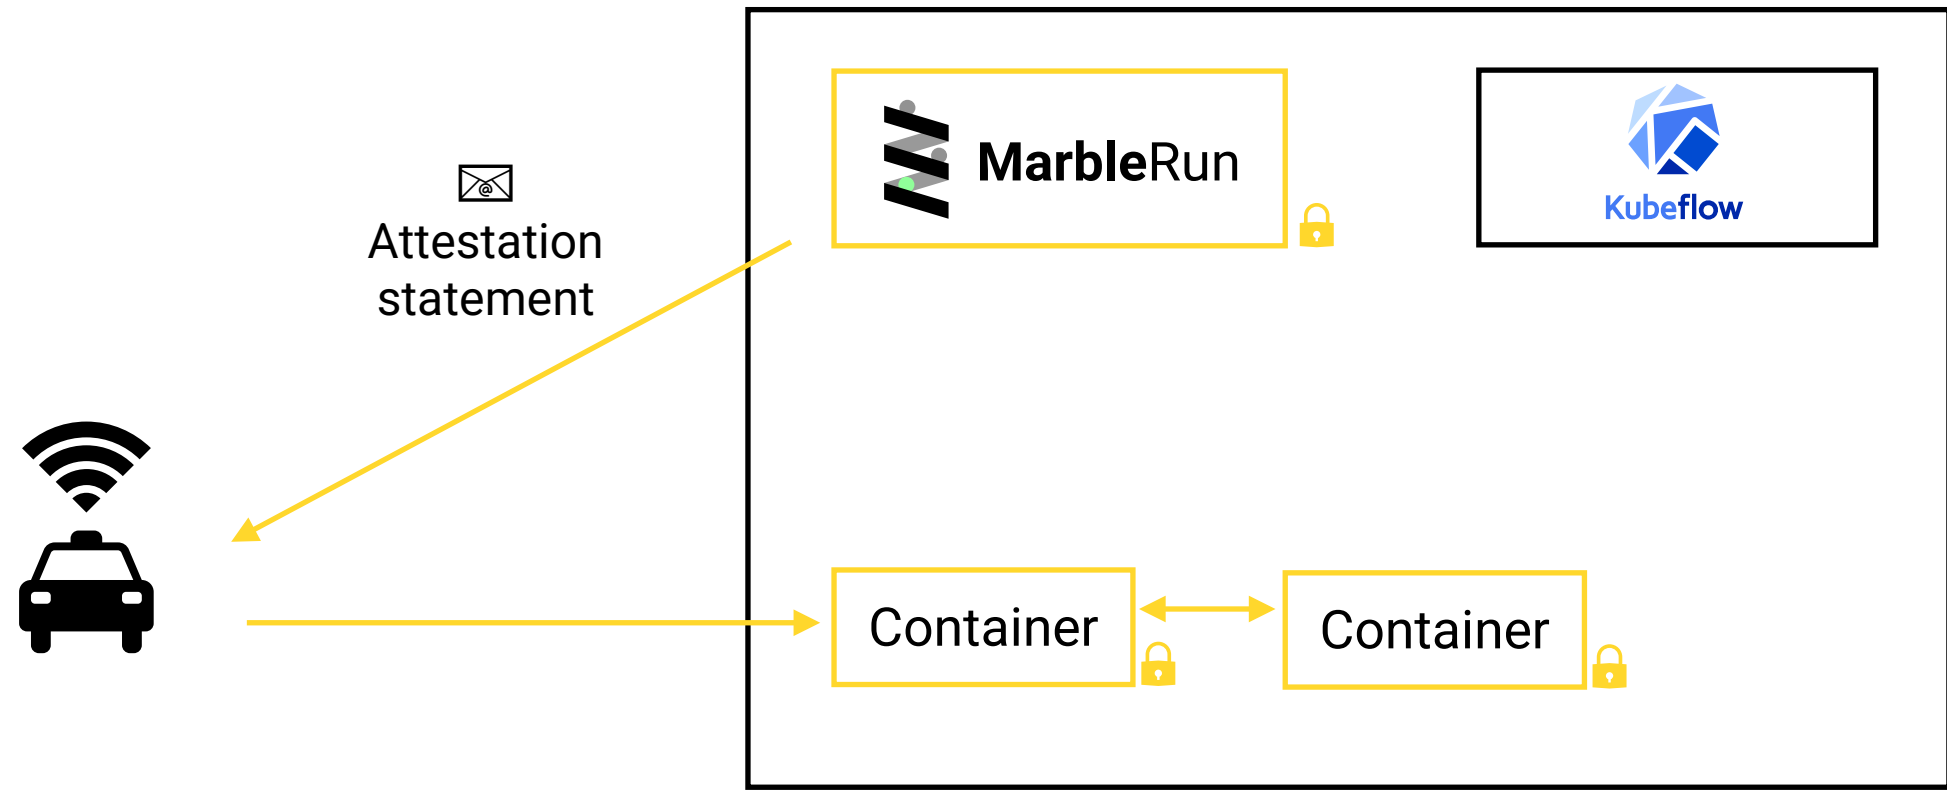 MarbleRun
Kubeflow
@
Attestation
statement
Container
Container